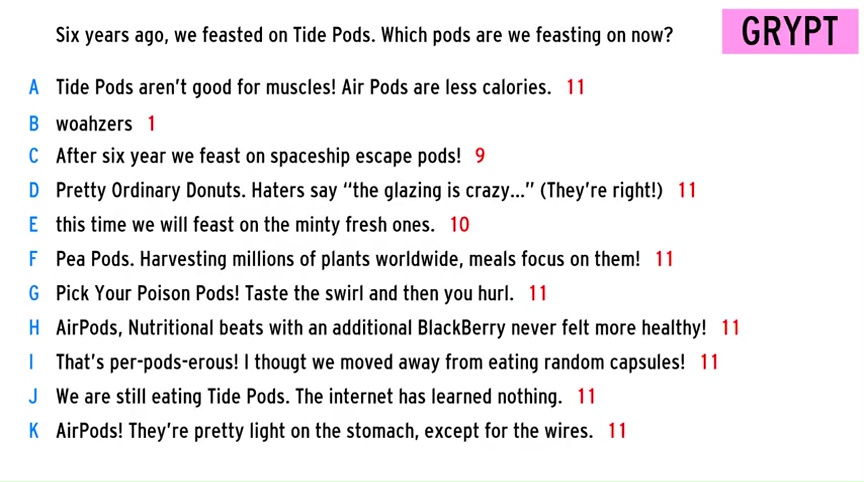 Six years ago, we feasted on Tide Pods. Which pods are we feasting on now?
GRYPT
A Tide Pods aren't good for muscles! Air Pods are less calories. 11
B woahzers 1
C After six year we feast on spaceship escape pods! 9
D Pretty Ordinary Donuts. Haters say “the glazing is crazy...” (They're right!) 11
E this time we will feast on the minty fresh ones. 10
F Pea Pods. Harvesting millions of plants worldwide, meals focus on them! 11
G Pick Your Poison Pods! Taste the swirl and then you hurl. 11
H AirPods, Nutritional beats with an additional BlackBerry never felt more healthy! 11
I That's per-pods-erous! I thougt we moved away from eating random capsules! 11
J We are still eating Tide Pods. The internet has learned nothing. 11
K AirPods! They're pretty light on the stomach, except for the wires. 11